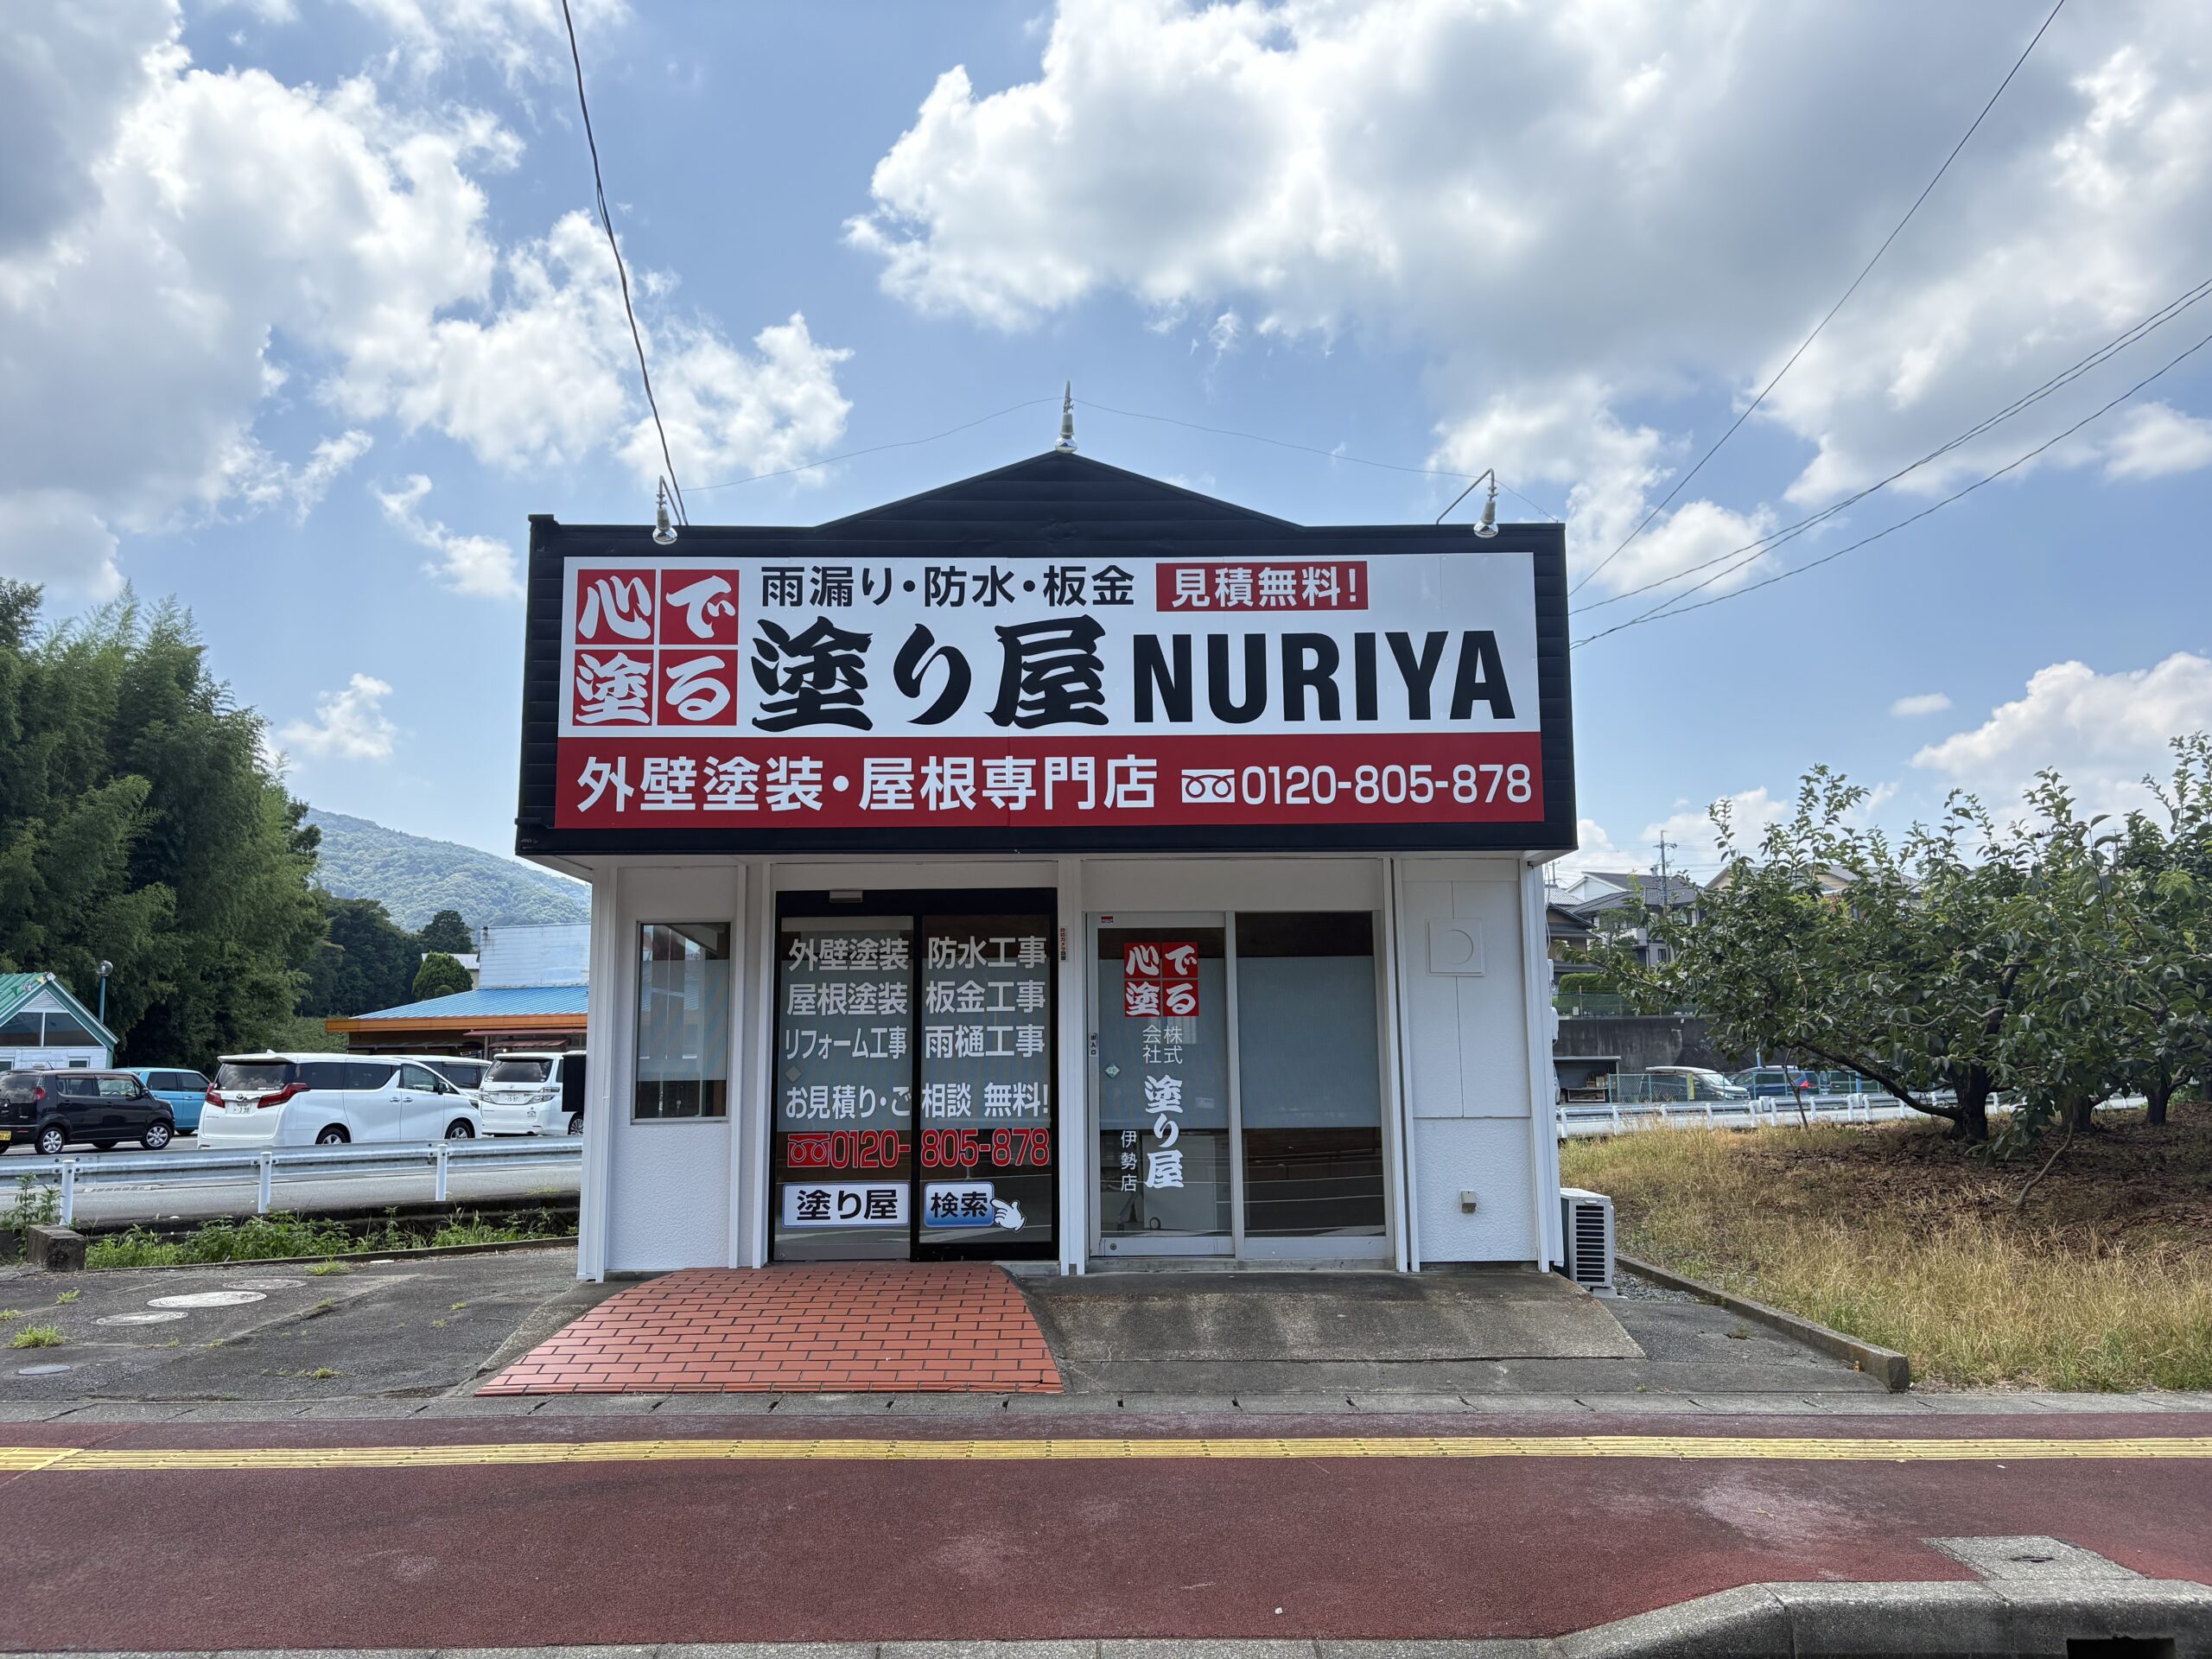 心で
塗る
雨漏り・防水・板金
見積無料!
塗り屋 NURIYA
外壁塗装・屋根専門店
0120-805-878
外壁塗装 防水工事
屋根塗装 板金工事
リフォーム工事 雨樋工事
お見積り・ご相談 無料!
0120-805-878
塗り屋 検索
心で
塗る
株式
会社
塗り屋
伊勢店